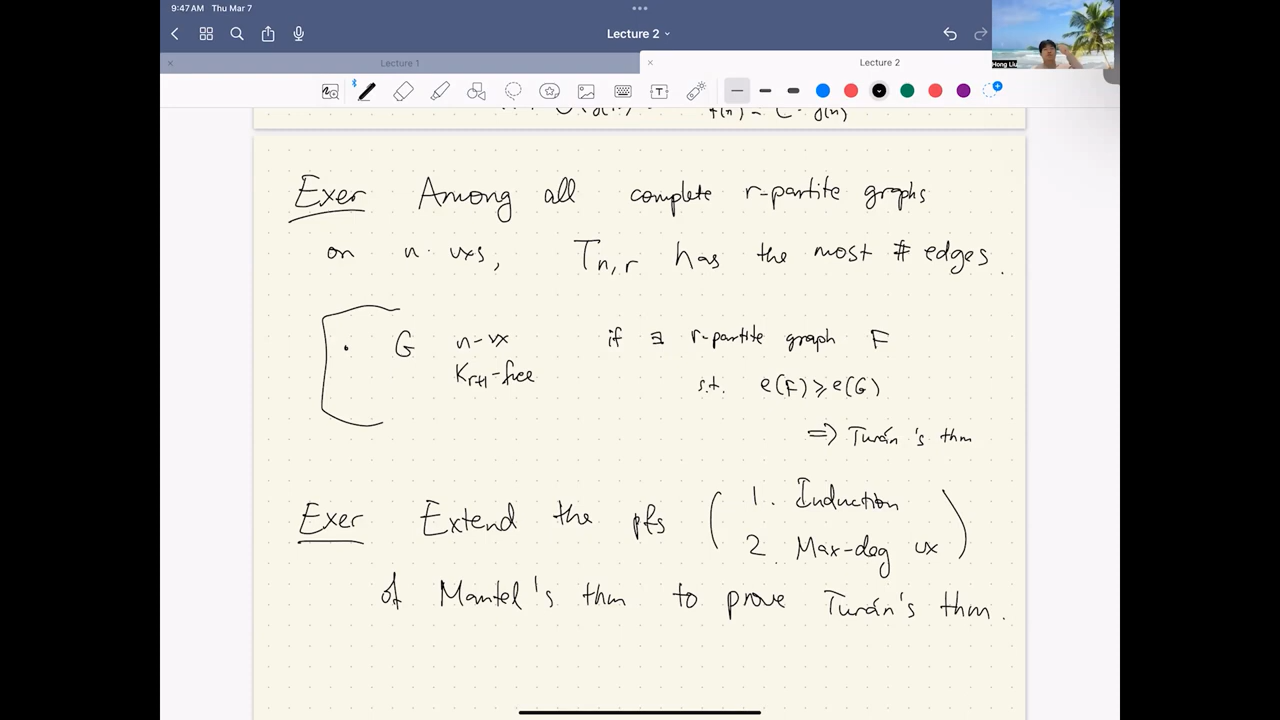 9:47AM Thu Mar 7
Lecture 2
Lecture 1
Lecture 2
Hong Liu
Exer Among all complete r-partite graphs
on n vxs, Tn,r has the most # edges.
G n-vx if ∃ r-partite graph F
Kr+1-free s.t. e(F) ≥ e(G)
⇒ Turán's thm
Exer Extend the pfs ( 1. Induction
2. Max-deg vx )
of Mantel's thm to prove Turán's thm.